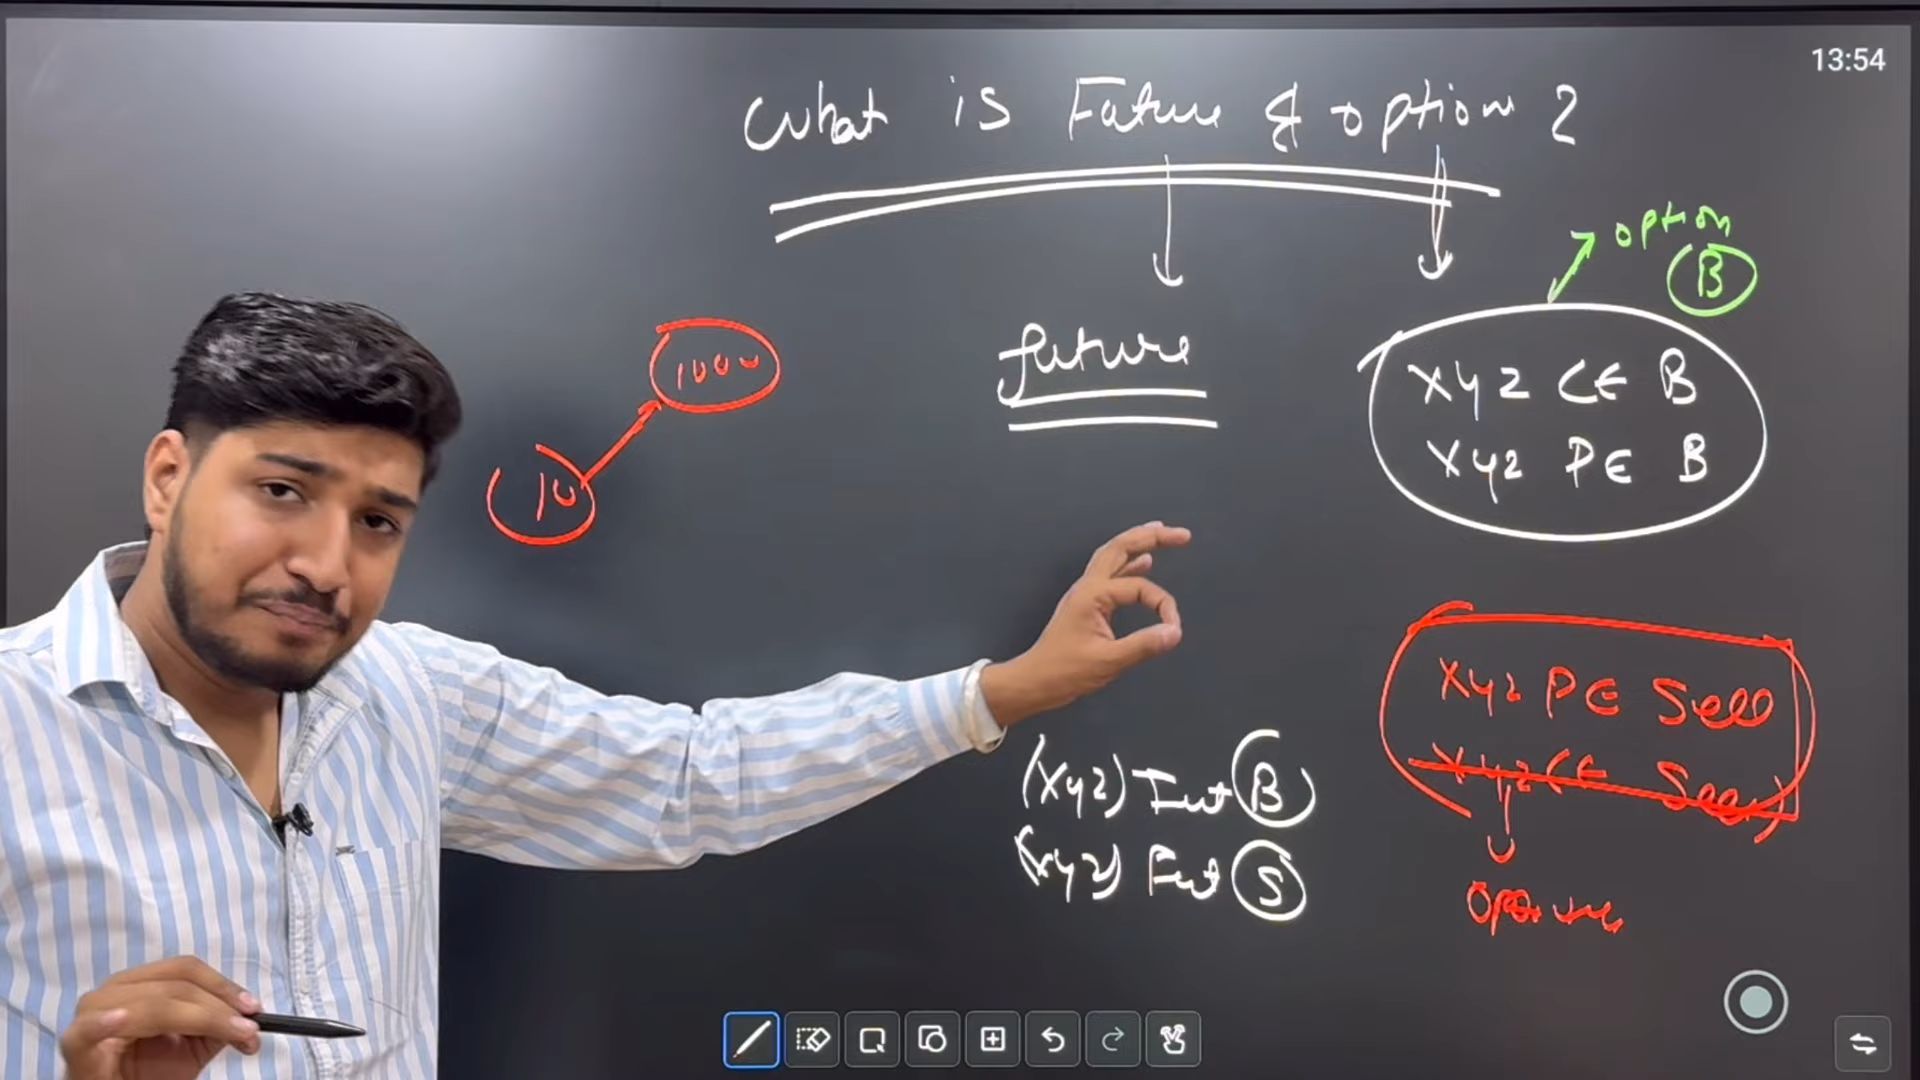 13:54
What is Future & option ?
option
B
1000
future
XYZ CE B
10
XYZ PE B
XYZ PE Sell
(XYZ) Fut B
XYZ CE Sell
(XYZ) Fut S